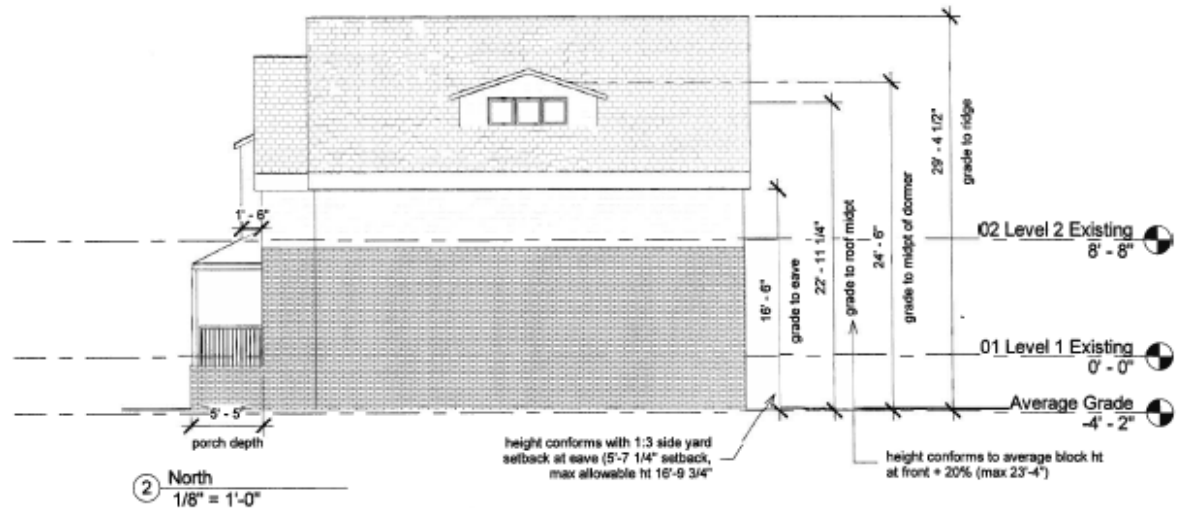 29' - 4 1/2"
grade to ridge
1' - 6"
02 Level 2 Existing
8' - 8"
24' - 6"
grade to midpt of dormer
22' - 11 1/4"
grade to roof midpt
16' - 6"
grade to eave
01 Level 1 Existing
0' - 0"
Average Grade
-4' - 2"
5' - 5"
porch depth
height conforms with 1:3 side yard
setback at eave (5'-7 1/4" setback,
max allowable ht 16'-9 3/4"
height conforms to average block ht
at front + 20% (max 23'-4")
2 North
1/8" = 1'-0"